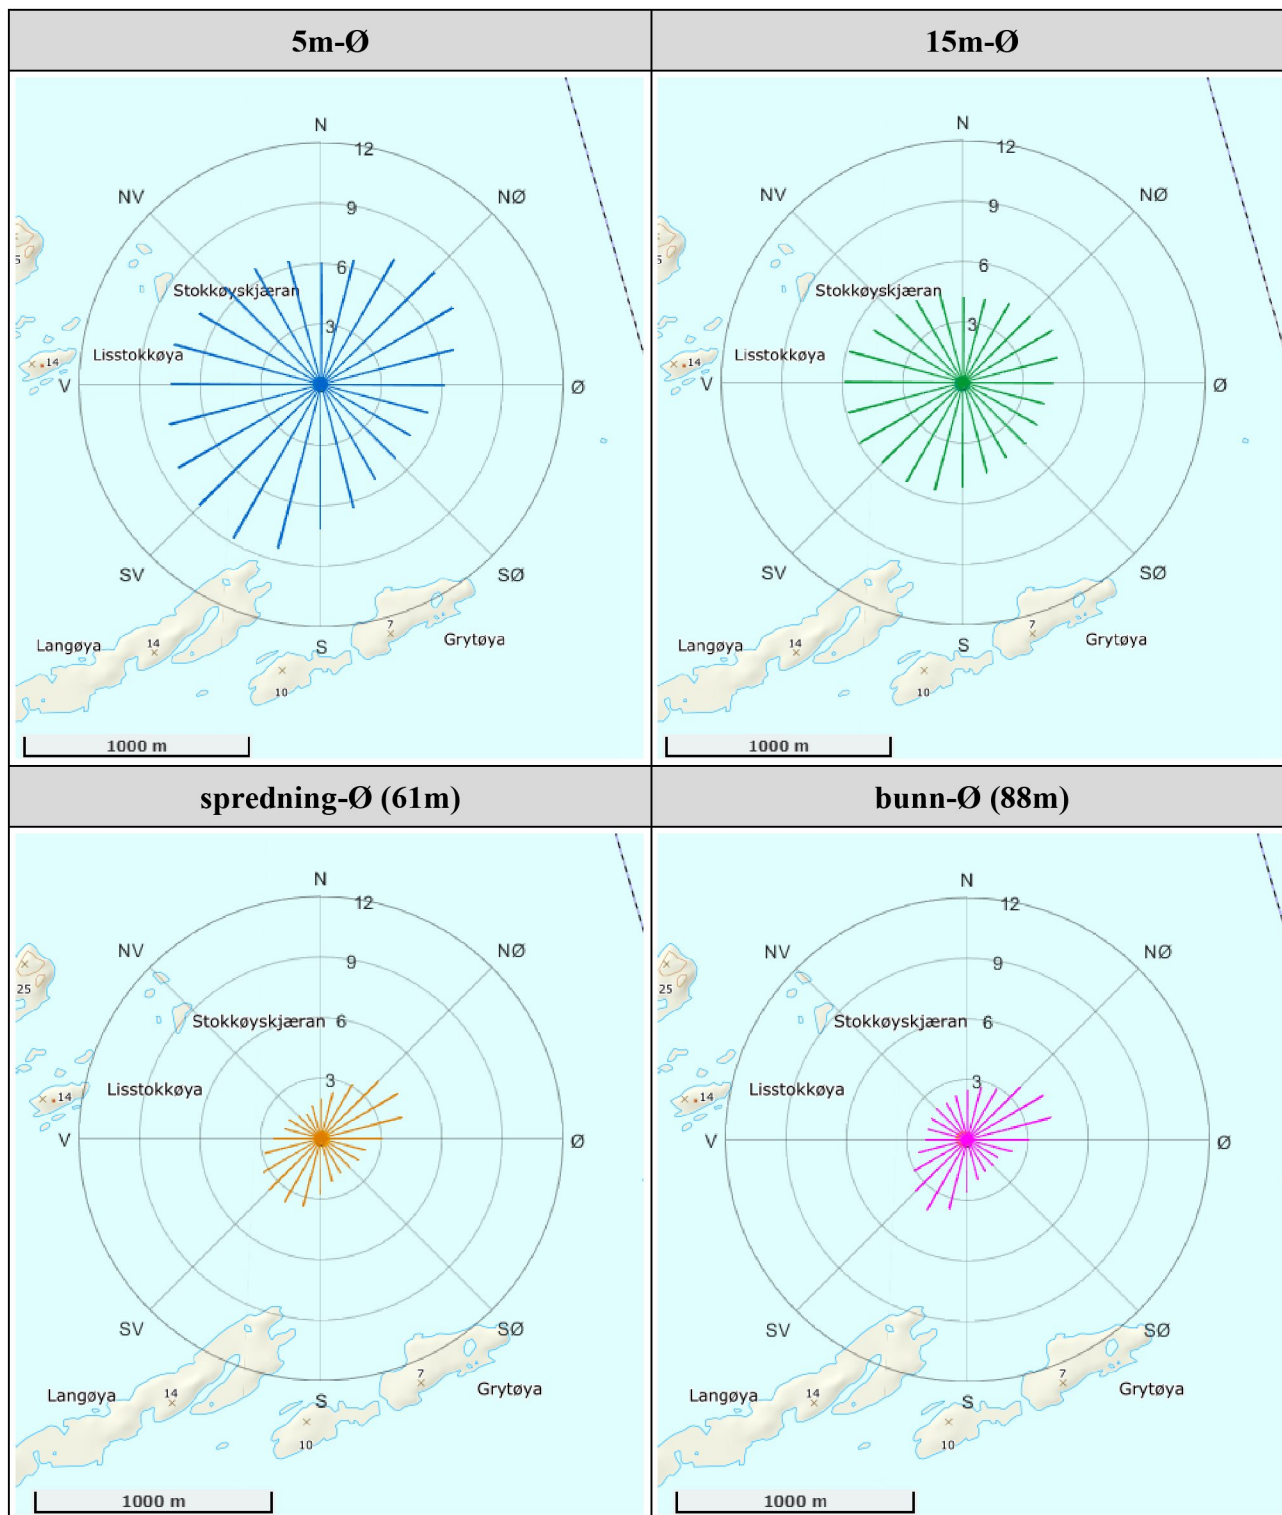 5m-Ø
15m-Ø
N
12
NV
NØ
9
5
6
Stokkøyskjæran
3
Lisstokkøya
14
V
Ø
SV
SØ
7
14
Langøya
S
Grytøya
10
1000 m
N
12
NV
NØ
9
5
6
Stokkøyskjæran
3
Lisstokkøya
14
V
Ø
SV
SØ
7
14
Langøya
S
Grytøya
10
1000 m
spredning-Ø (61m)
bunn-Ø (88m)
N
12
NV
NØ
9
25
Stokkøyskjæran
6
3
Lisstokkøya
14
V
Ø
SV
SØ
7
Langøya
14
S
Grytøya
10
1000 m
N
12
NV
NØ
9
25
Stokkøyskjæran
6
3
Lisstokkøya
14
V
Ø
SV
SØ
7
Langøya
14
S
Grytøya
10
1000 m